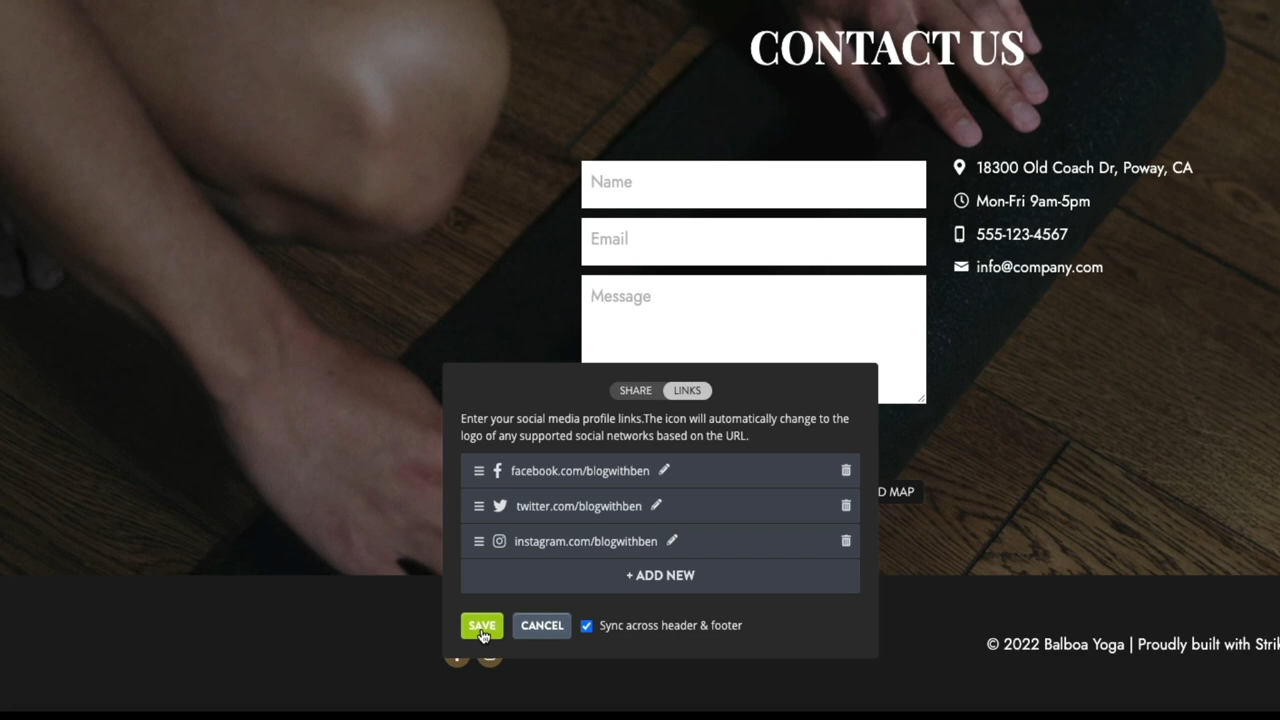 CONTACT US
Name
Email
Message
18300 Old Coach Dr, Poway, CA
Mon-Fri 9am-5pm
555-123-4567
info@company.com
SHARE LINKS
Enter your social media profile links.The icon will automatically change to the
logo of any supported social networks based on the URL.
facebook.com/blogwithben
D MAP
twitter.com/blogwithben
instagram.com/blogwithben
+ ADD NEW
SAVE CANCEL Sync across header & footer
© 2022 Balboa Yoga | Proudly built with Strik